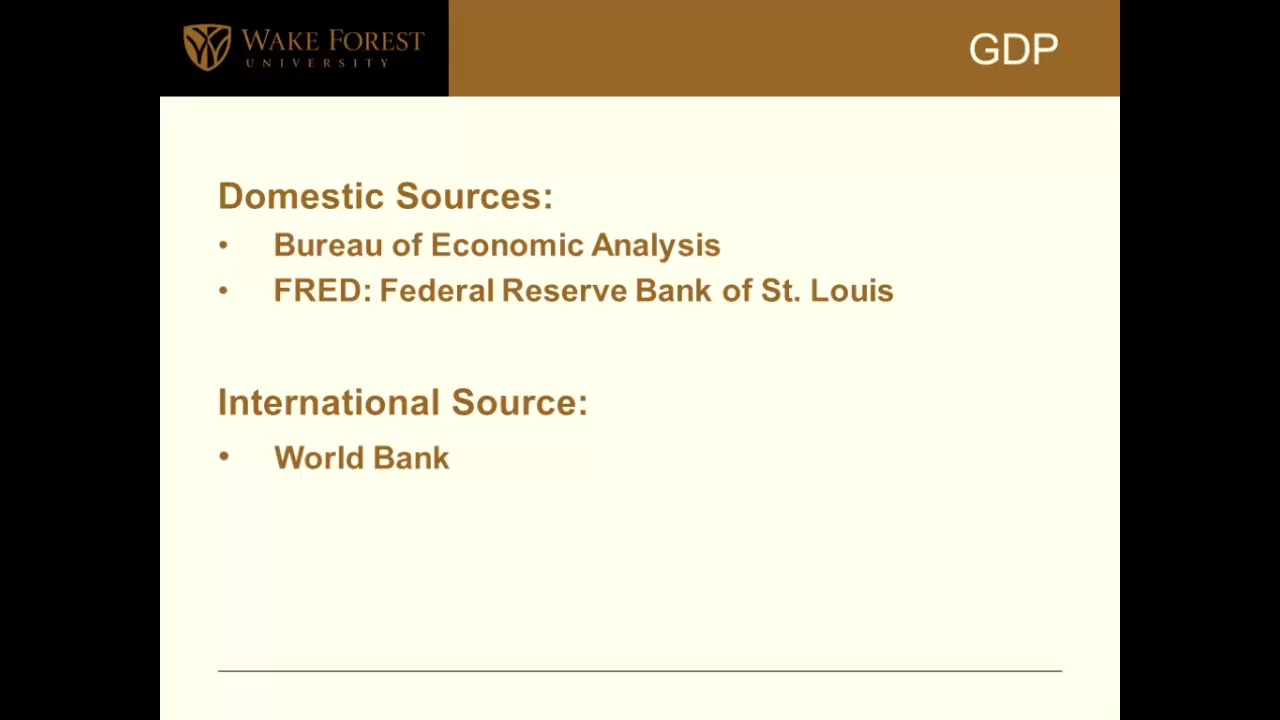 WAKE FOREST
UNIVERSITY
GDP
Domestic Sources:
• Bureau of Economic Analysis
• FRED: Federal Reserve Bank of St. Louis
International Source:
• World Bank